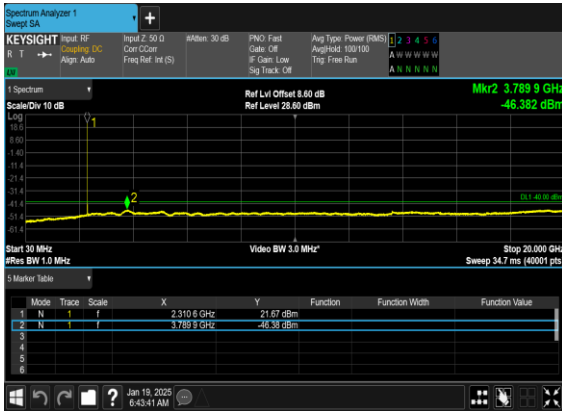 Spectrum Analyzer 1
Swept SA
+
KEYSIGHT Input: RF Input Z: 50 Ω #Atten: 30 dB PNO: Fast Avg Type: Power (RMS) 1 2 3 4 5 6
R T Coupling: DC Corr CCorr Gate: Off Avg|Hold: 100/100 A W W W W W
Align: Auto Freq Ref: Int (S) IF Gain: Low Trig: Free Run
Sig Track: Off A N N N N N
1 Spectrum
Scale/Div 10 dB
Ref Lvl Offset 8.60 dB
Ref Level 28.60 dBm
Mkr2 3.789 9 GHz
-46.382 dBm
Log
18.6
8.60
-1.40
-11.4
-21.4
-31.4
-41.4
-51.4
-61.4
1
2
DL1 -40.00 dBm
Start 30 MHz Video BW 3.0 MHz* Stop 20.000 GHz
#Res BW 1.0 MHz Sweep 34.7 ms (40001 pts)
5 Marker Table
Mode Trace Scale X Y Function Function Width Function Value
1 N 1 f 2.310 6 GHz 21.67 dBm
2 N 1 f 3.789 9 GHz -46.38 dBm
3
4
5
6
?
Jan 19, 2025
6:43:41 AM